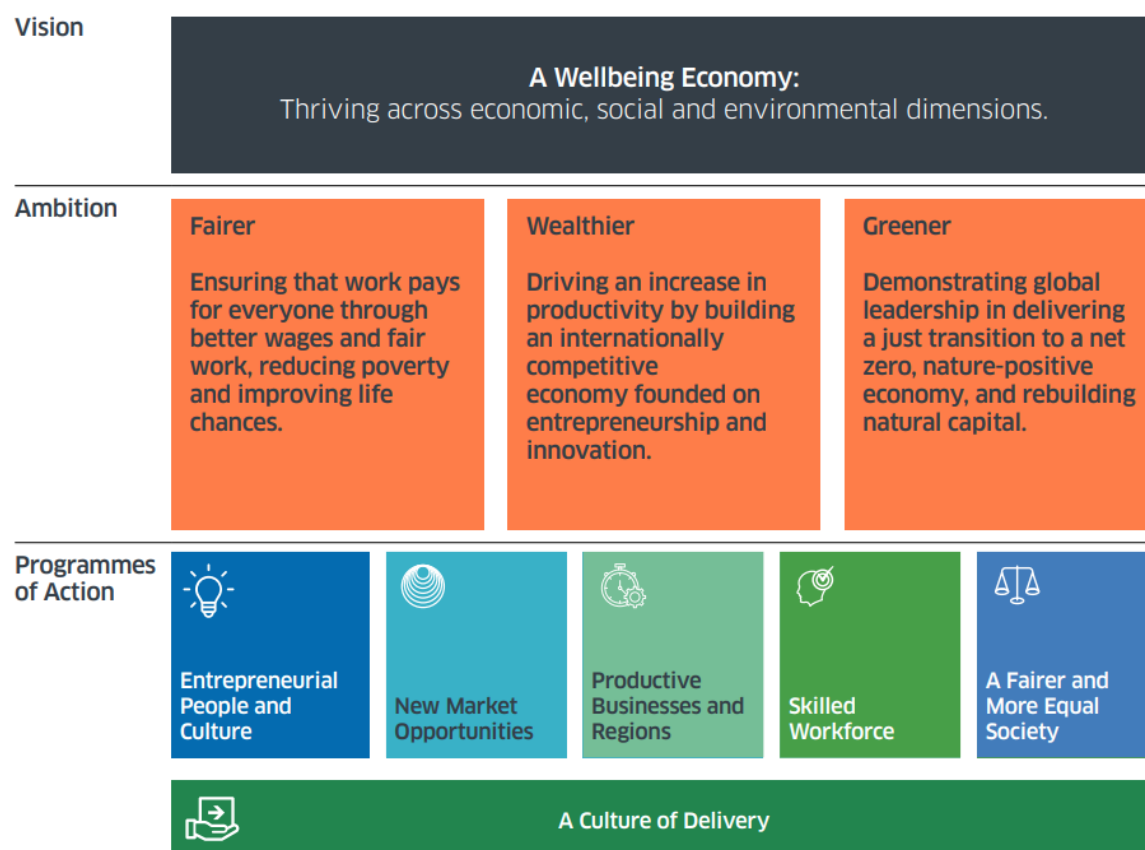 Vision
A Wellbeing Economy:
Thriving across economic, social and environmental dimensions.
Ambition
Fairer
Ensuring that work pays
for everyone through
better wages and fair
work, reducing poverty
and improving life
chances.
Wealthier
Driving an increase in
productivity by building
an internationally
competitive
economy founded on
entrepreneurship and
innovation.
Greener
Demonstrating global
leadership in delivering
a just transition to a net
zero, nature-positive
economy, and rebuilding
natural capital.
Programmes
of Action
Entrepreneurial
People and
Culture
New Market
Opportunities
Productive
Businesses and
Regions
Skilled
Workforce
A Fairer and
More Equal
Society
A Culture of Delivery